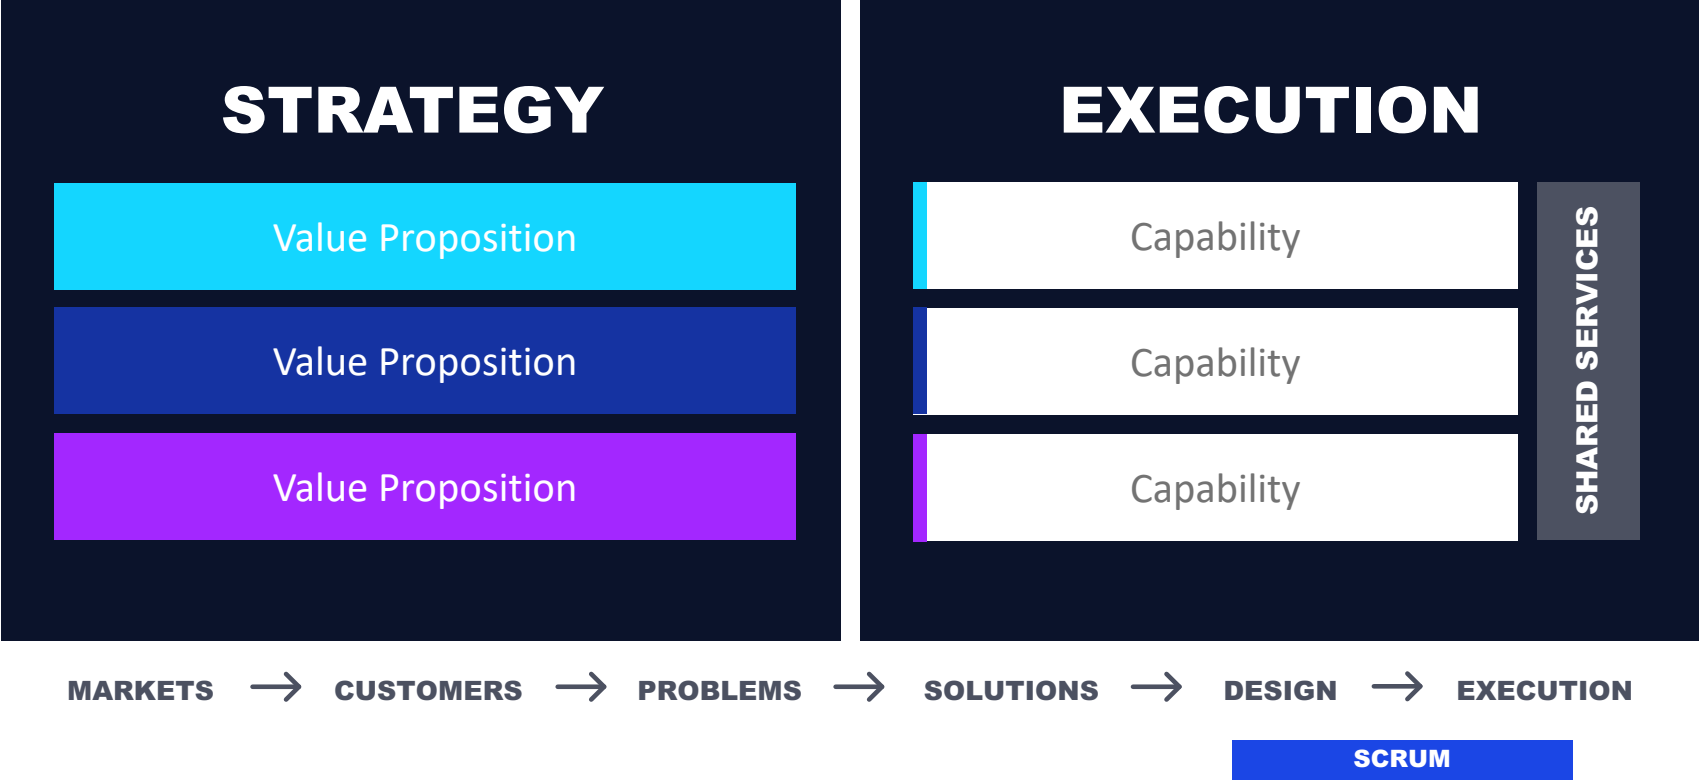 STRATEGY
Value Proposition
Value Proposition
Value Proposition
EXECUTION
Capability
Capability
Capability
SHARED SERVICES
MARKETS → CUSTOMERS → PROBLEMS → SOLUTIONS → DESIGN → EXECUTION
SCRUM